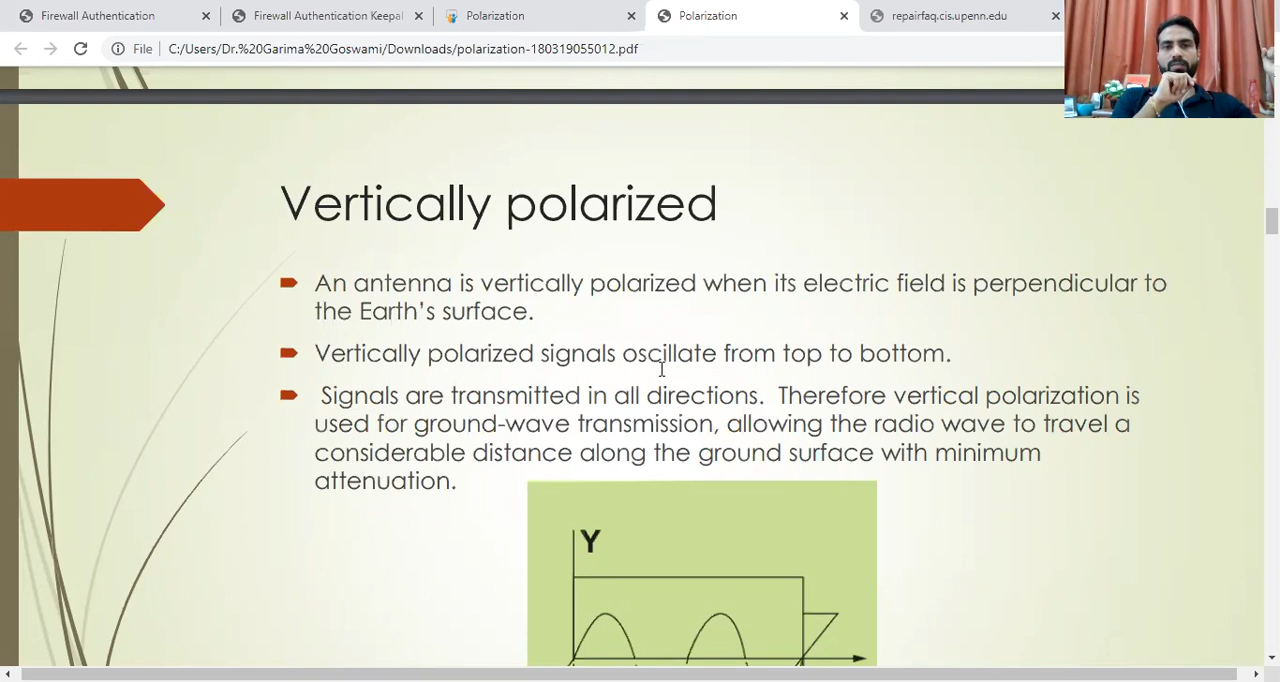 Firewall Authentication
Firewall Authentication Keepal
Polarization
Polarization
repairfaq.cis.upenn.edu
File
C:/Users/Dr.%20Garima%20Goswami/Downloads/polarization-180319055012.pdf
Vertically polarized
An antenna is vertically polarized when its electric field is perpendicular to
the Earth’s surface.
Vertically polarized signals oscillate from top to bottom.
Signals are transmitted in all directions. Therefore vertical polarization is
used for ground-wave transmission, allowing the radio wave to travel a
considerable distance along the ground surface with minimum
attenuation.
Y